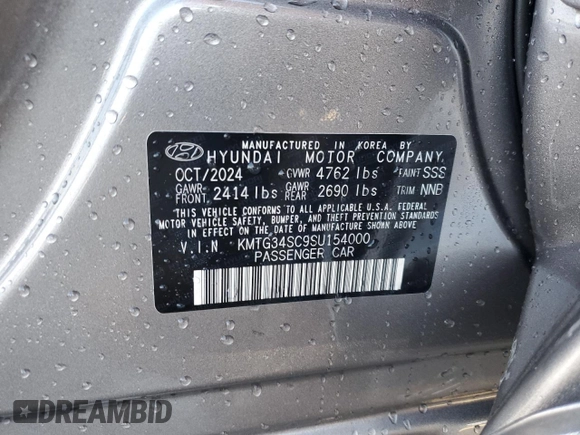 MANUFACTURED IN KOREA BY
HYUNDAI MOTOR COMPANY
OCT/2024 GVWR 4762 lbs PAINT SSS
GAWR FRONT 2414 lbs GAWR REAR 2690 lbs TRIM NNB
THIS VEHICLE CONFORMS TO ALL APPLICABLE U.S.A. FEDERAL
MOTOR VEHICLE SAFETY, BUMPER, AND THEFT PREVENTION STANDARDS
IN EFFECT ON THE DATE OF MANUFACTURE SHOWN ABOVE.
V.I.N. KMTG34SC9SU154000
PASSENGER CAR
DREAMBID